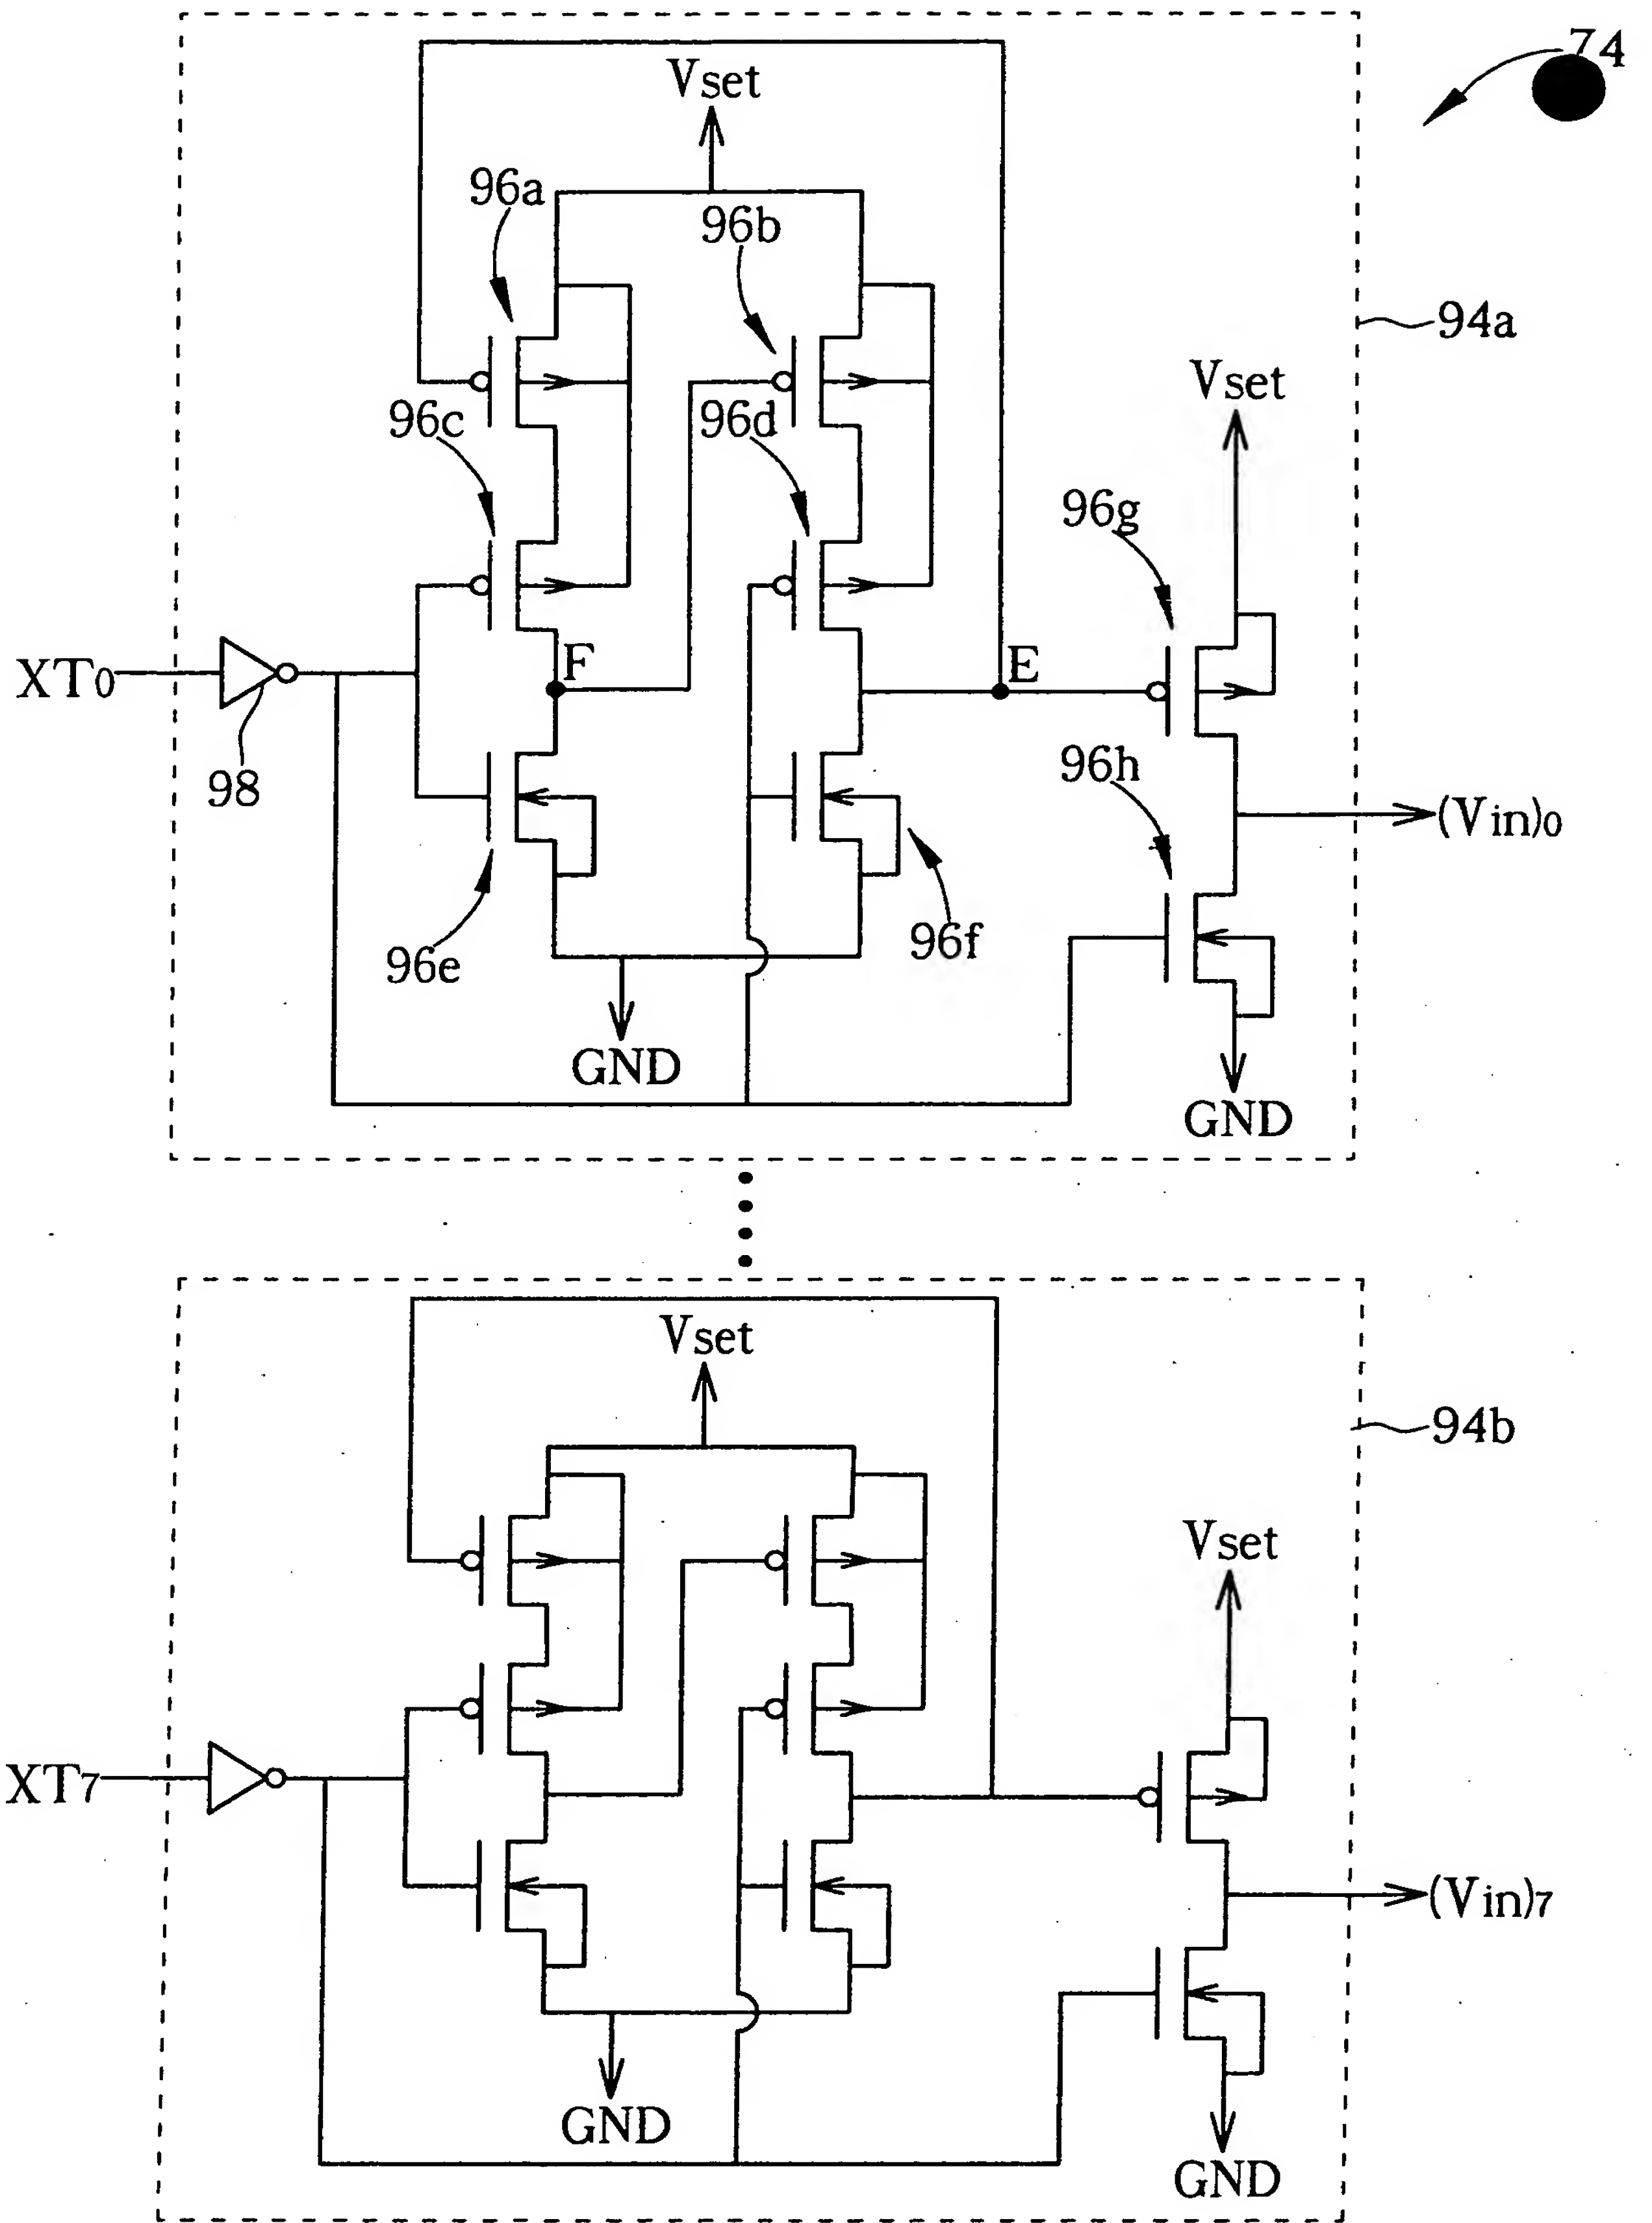 74
Vset
96a
96b
94a
Vset
96c
96d
96g
XT0
F
E
98
96h
(Vin)0
96e
96f
GND
GND
Vset
94b
Vset
XT7
(Vin)7
GND
GND